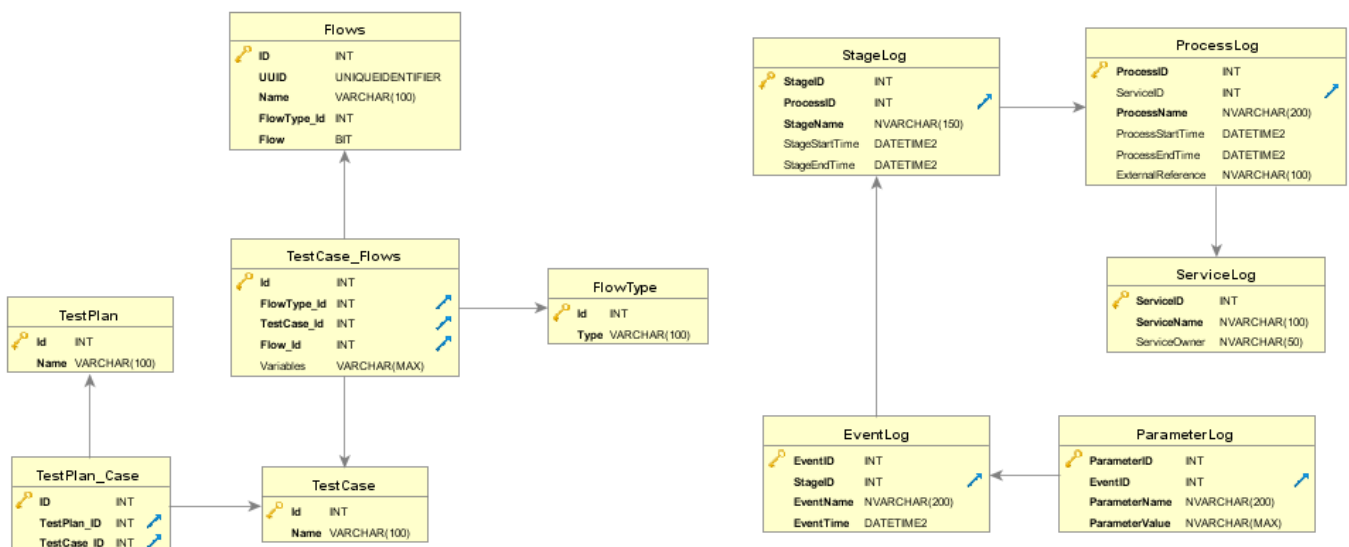 Flows
ID INT
UUID UNIQUEIDENTIFIER
Name VARCHAR(100)
FlowType_Id INT
Flow BIT
TestCase_Flows
Id INT
FlowType_Id INT
TestCase_Id INT
Flow_Id INT
Variables VARCHAR(MAX)
FlowType
Id INT
Type VARCHAR(100)
TestPlan
Id INT
Name VARCHAR(100)
TestPlan_Case
ID INT
TestPlan_ID INT
TestCase_ID INT
TestCase
Id INT
Name VARCHAR(100)
StageLog
StageID INT
ProcessID INT
StageName NVARCHAR(150)
StageStartTime DATETIME2
StageEndTime DATETIME2
ProcessLog
ProcessID INT
ServiceID INT
ProcessName NVARCHAR(200)
ProcessStartTime DATETIME2
ProcessEndTime DATETIME2
ExternalReference NVARCHAR(100)
ServiceLog
ServiceID INT
ServiceName NVARCHAR(100)
ServiceOwner NVARCHAR(50)
EventLog
EventID INT
StageID INT
EventName NVARCHAR(200)
EventTime DATETIME2
ParameterLog
ParameterID INT
EventID INT
ParameterName NVARCHAR(200)
ParameterValue NVARCHAR(MAX)